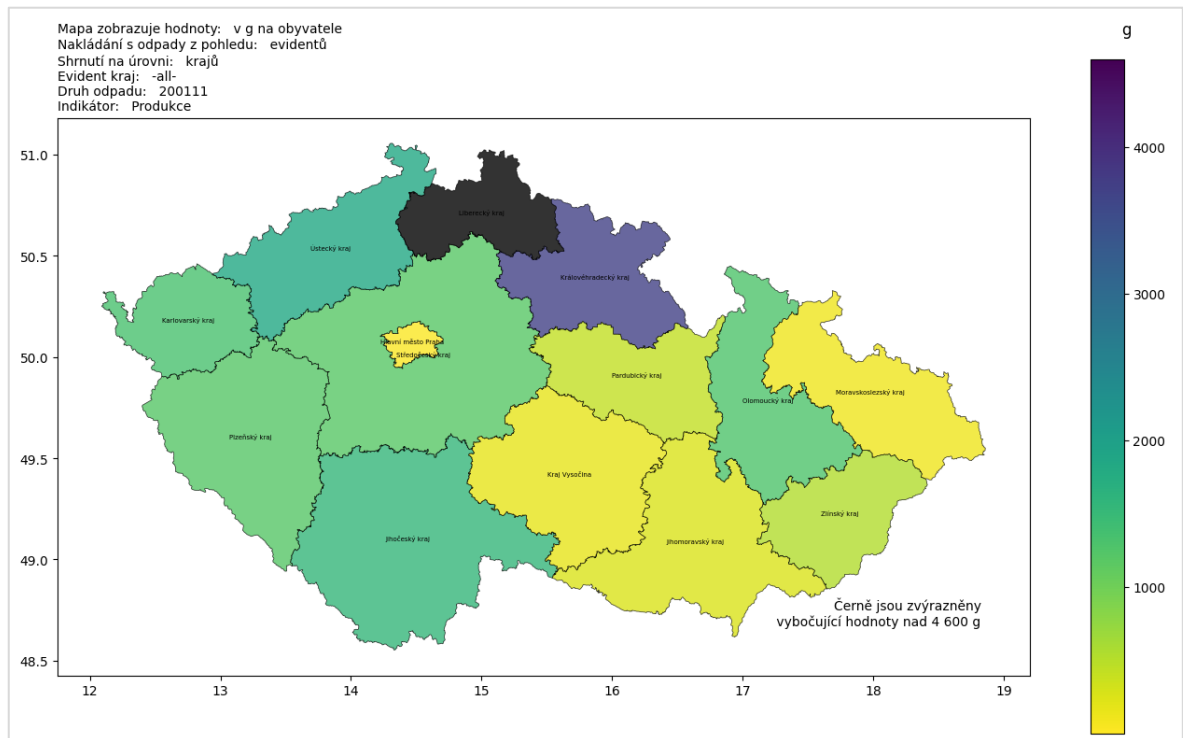 Mapa zobrazuje hodnoty:   v g na obyvatele
Nakládání s odpady z pohledu:   evidentů
Shrnutí na úrovni:   krajů
Evident kraj:   -all-
Druh odpadu:   200111
Indikátor:   Produkce
g
4000
3000
2000
1000
51.0
50.5
50.0
49.5
49.0
48.5
12
13
14
15
16
17
18
19
Liberecký kraj
Ústecký kraj
Královéhradecký kraj
Karlovarský kraj
Hlavní město Praha
Středočeský kraj
Pardubický kraj
Moravskoslezský kraj
Olomoucký kraj
Plzeňský kraj
Kraj Vysočina
Zlínský kraj
Jihočeský kraj
Jihomoravský kraj
Černě jsou zvýrazněny
vybočující hodnoty nad 4 600 g